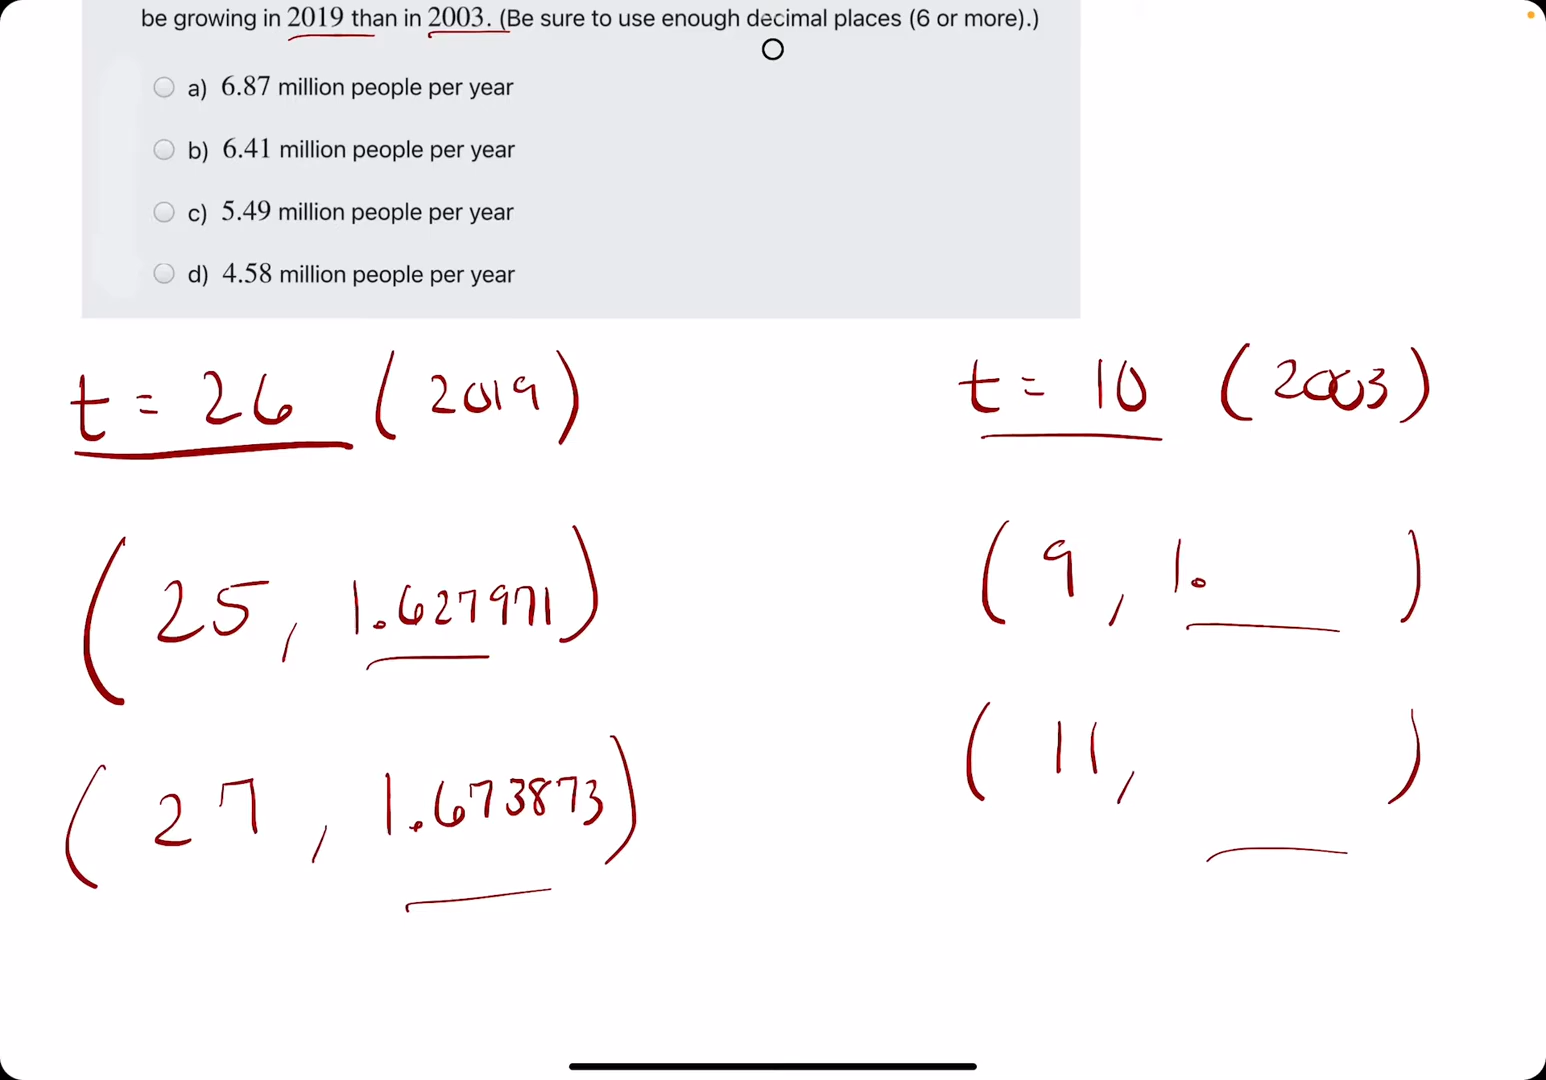 be growing in 2019 than in 2003. (Be sure to use enough decimal places (6 or more).)
a) 6.87 million people per year
b) 6.41 million people per year
c) 5.49 million people per year
d) 4.58 million people per year
t = 26 (2019)
t = 10 (2003)
(25, 1.627971)
(9, 1. )
(27, 1.673873)
(11, )